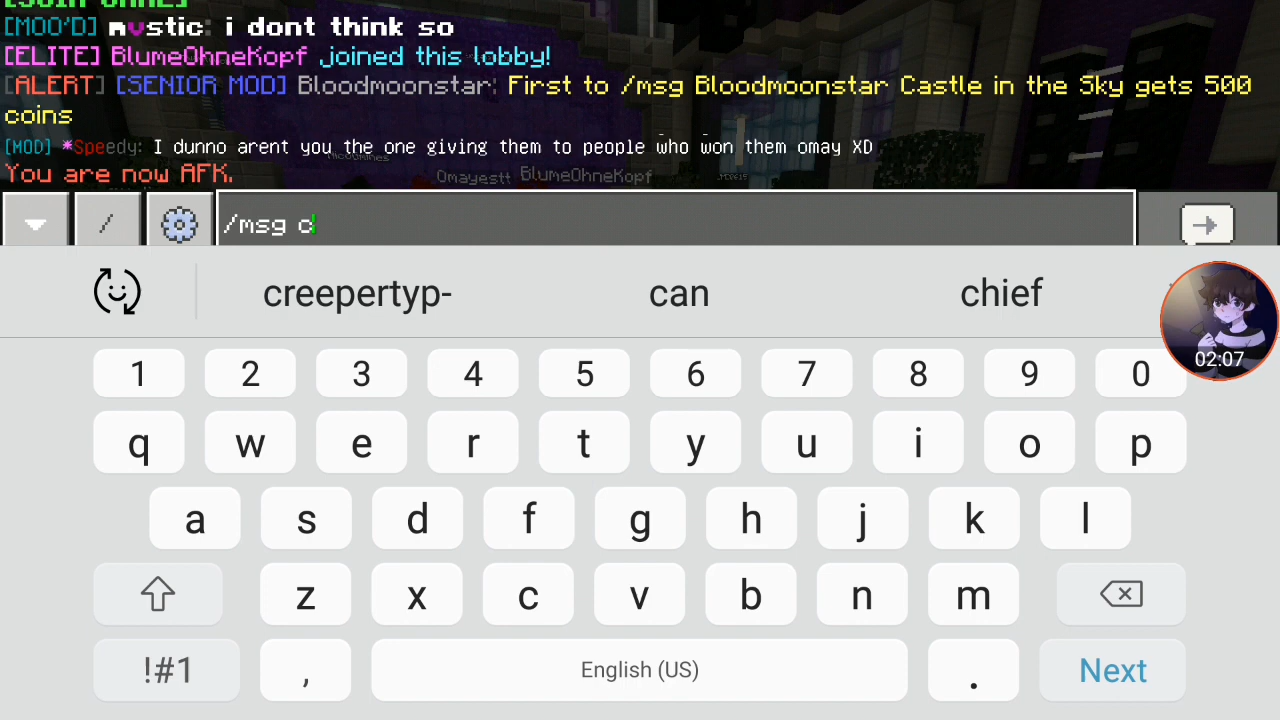 [MOO'D] mystic: i dont think so
[ELITE] BlumeOhneKopf joined this lobby!
[ALERT] [SENIOR MOD] Bloodmoonstar: First to /msg Bloodmoonstar Castle in the Sky gets 500
coins
[MOD] *Speedy: I dunno arent you the one giving them to people who won them omay XD
You are now AFK.
Omayestt BlumeOhneKopf
/msg c
creepertyp- can chief
02:07
1 2 3 4 5 6 7 8 9 0
q w e r t y u i o p
a s d f g h j k l
z x c v b n m
!#1 , English (US) . Next